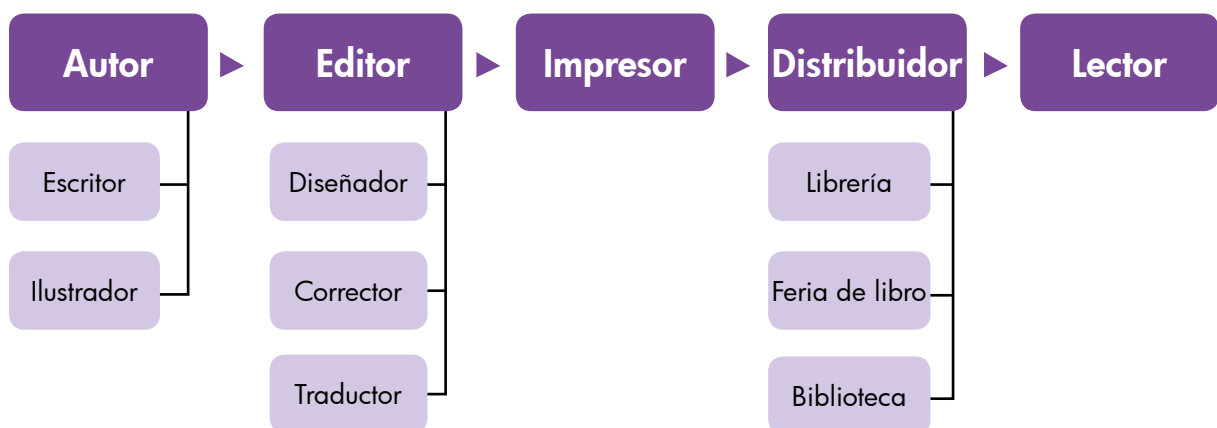 Autor
Editor
Impresor
Distribuidor
Lector
Escritor
Ilustrador
Diseñador
Corrector
Traductor
Librería
Feria de libro
Biblioteca